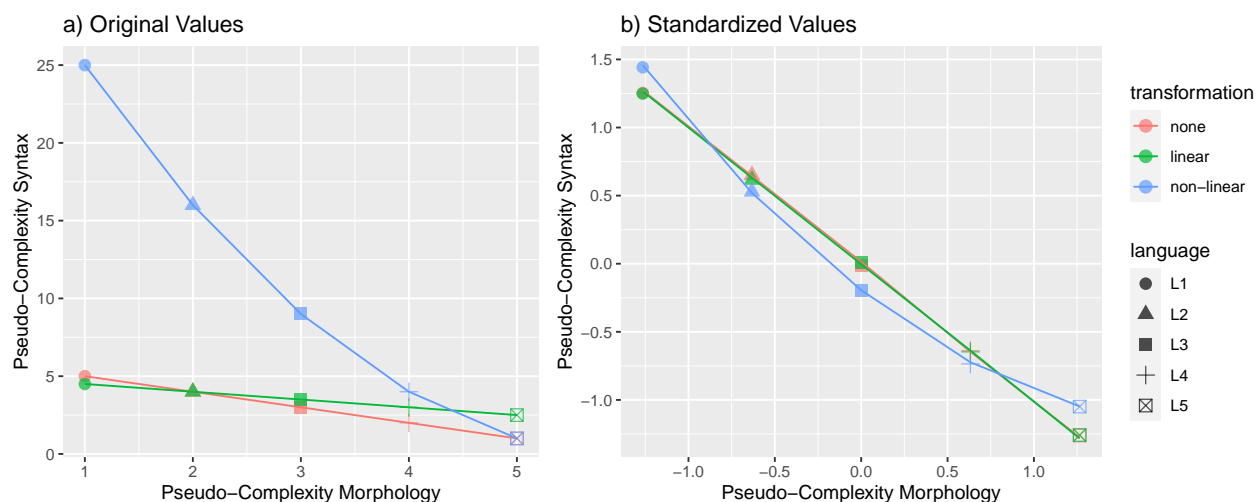 a) Original Values
b) Standardized Values
25
20
15
10
5
0
Pseudo−Complexity Syntax
1
2
3
4
5
Pseudo−Complexity Morphology
1.5
1.0
0.5
0.0
−0.5
−1.0
Pseudo−Complexity Syntax
−1.0
−0.5
0.0
0.5
1.0
Pseudo−Complexity Morphology
transformation
none
linear
non−linear
language
L1
L2
L3
L4
L5